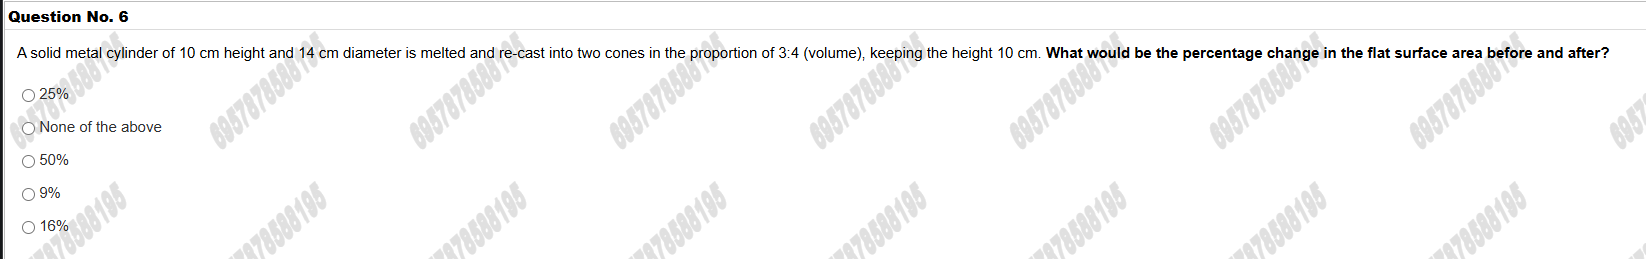 Question No. 6
A solid metal cylinder of 10 cm height and 14 cm diameter is melted and re-cast into two cones in the proportion of 3:4 (volume), keeping the height 10 cm. What would be the percentage change in the flat surface area before and after?
25%
None of the above
50%
9%
16%